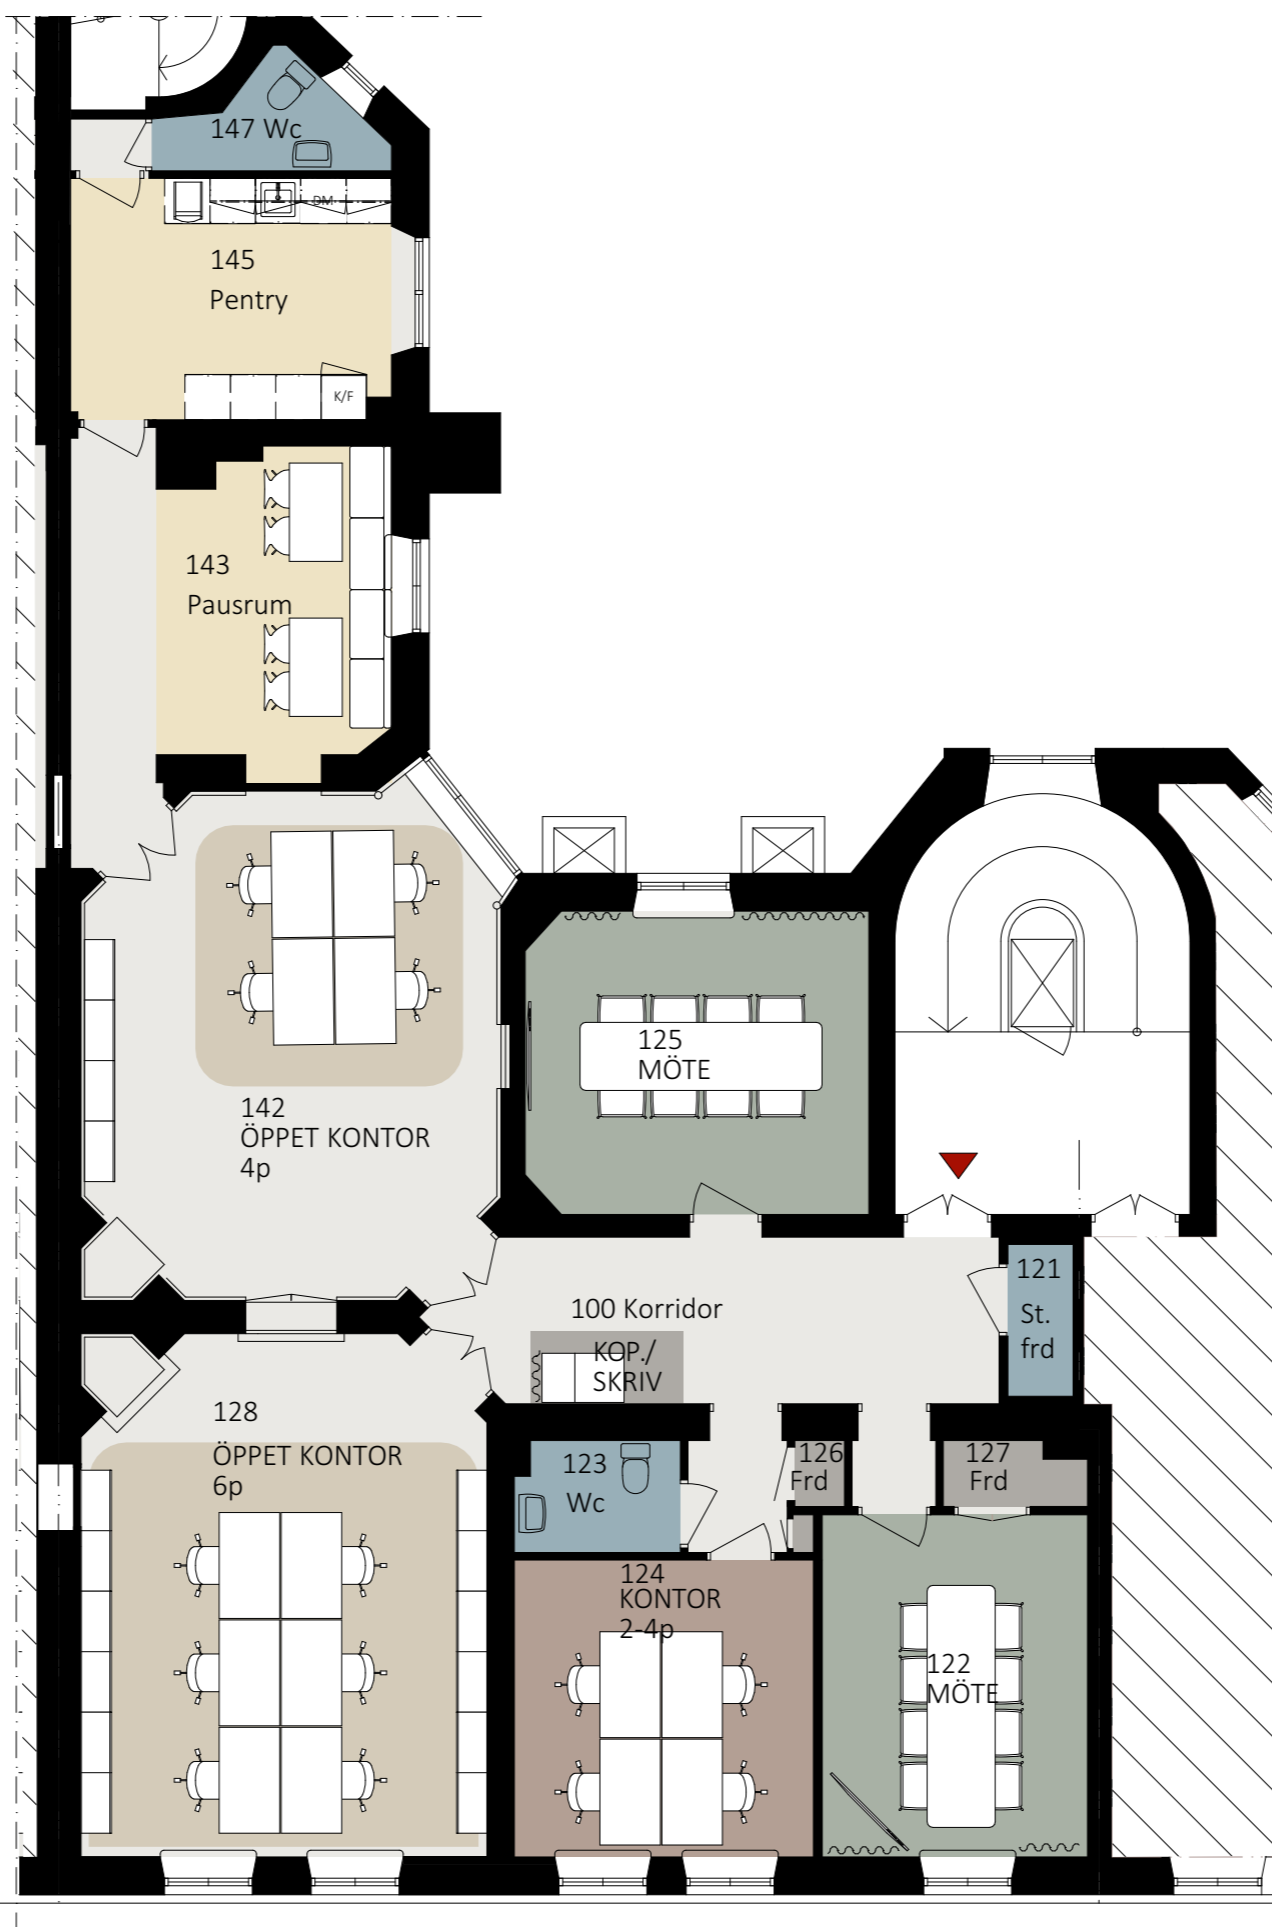 147 Wc
DM
145
Pentry
K/F
143
Pausrum
125
MÖTE
142
ÖPPET KONTOR
4p
121
St.
frd
100 Korridor
KOP./
SKRIV
128
ÖPPET KONTOR
6p
123
Wc
126
Frd
127
Frd
124
KONTOR
2-4p
122
MÖTE